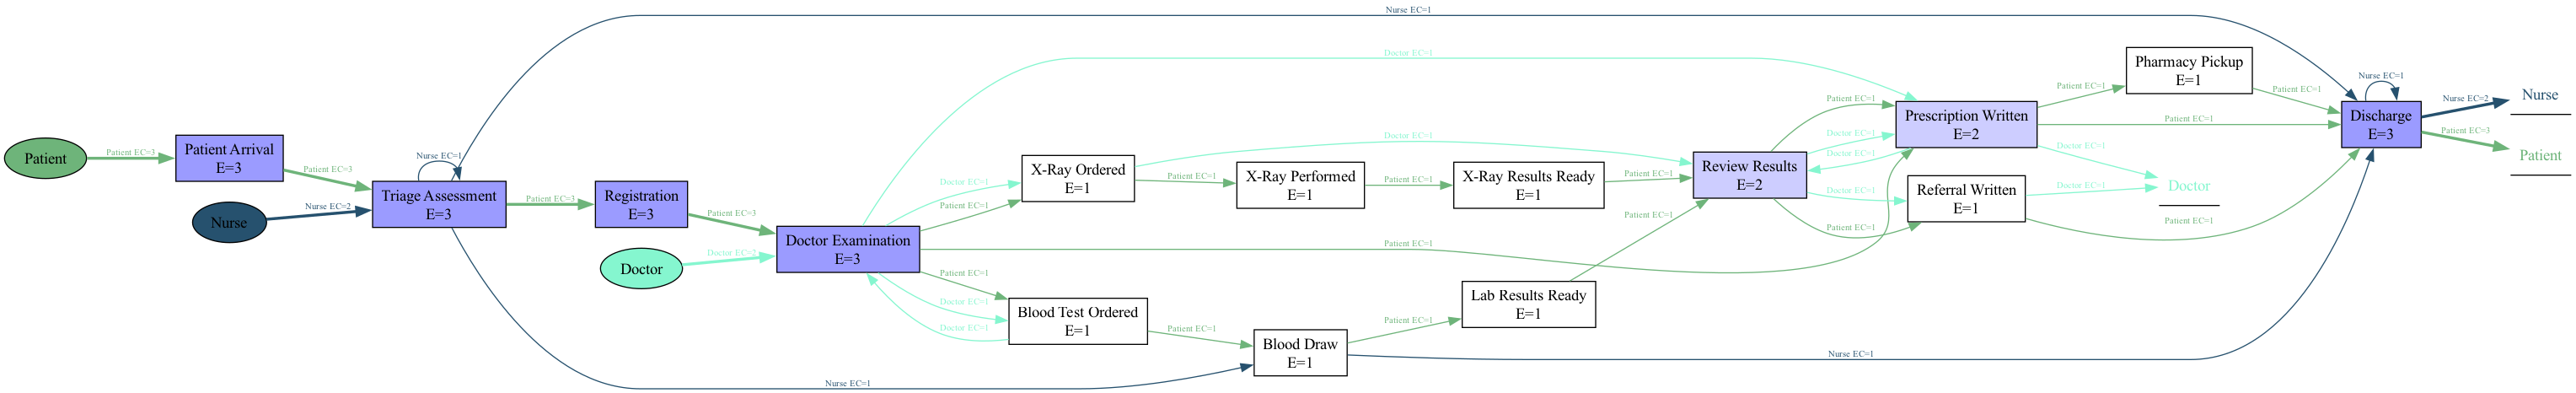 Nurse EC=1
Doctor EC=1
Pharmacy Pickup
E=1
Patient EC=1
Patient EC=1
Nurse EC=1
Nurse EC=2
Nurse
Patient EC=1
Prescription Written
E=2
Patient EC=1
Discharge
E=3
Patient EC=3
Patient
Patient
Patient EC=3
Patient Arrival
E=3
Patient EC=3
Nurse EC=1
Nurse
Nurse EC=2
Triage Assessment
E=3
Patient EC=3
Registration
E=3
Patient EC=3
Doctor
Doctor EC=2
Doctor Examination
E=3
Doctor EC=1
Patient EC=1
X-Ray Ordered
E=1
Doctor EC=1
Patient EC=1
X-Ray Performed
E=1
Patient EC=1
X-Ray Results Ready
E=1
Patient EC=1
Review Results
E=2
Doctor EC=1
Doctor EC=1
Doctor EC=1
Patient EC=1
Referral Written
E=1
Doctor EC=1
Doctor EC=1
Doctor
Patient EC=1
Patient EC=1
Patient EC=1
Patient EC=1
Doctor EC=1
Doctor EC=1
Blood Test Ordered
E=1
Patient EC=1
Blood Draw
E=1
Patient EC=1
Lab Results Ready
E=1
Nurse EC=1
Nurse EC=1